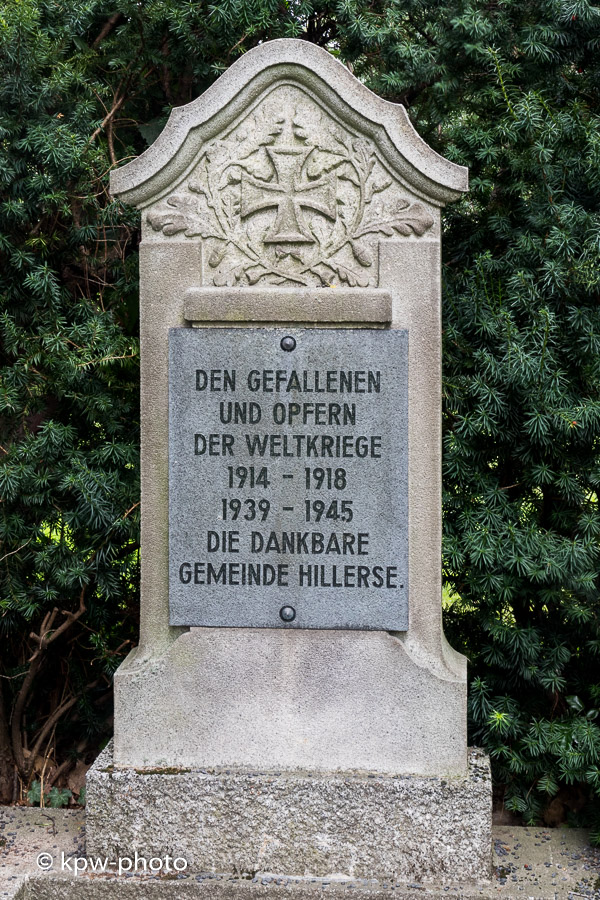 DEN GEFALLENEN
UND OPFERN
DER WELTKRIEGE
1914 - 1918
1939 - 1945
DIE DANKBARE
GEMEINDE HILLERSE.
© kpw-photo